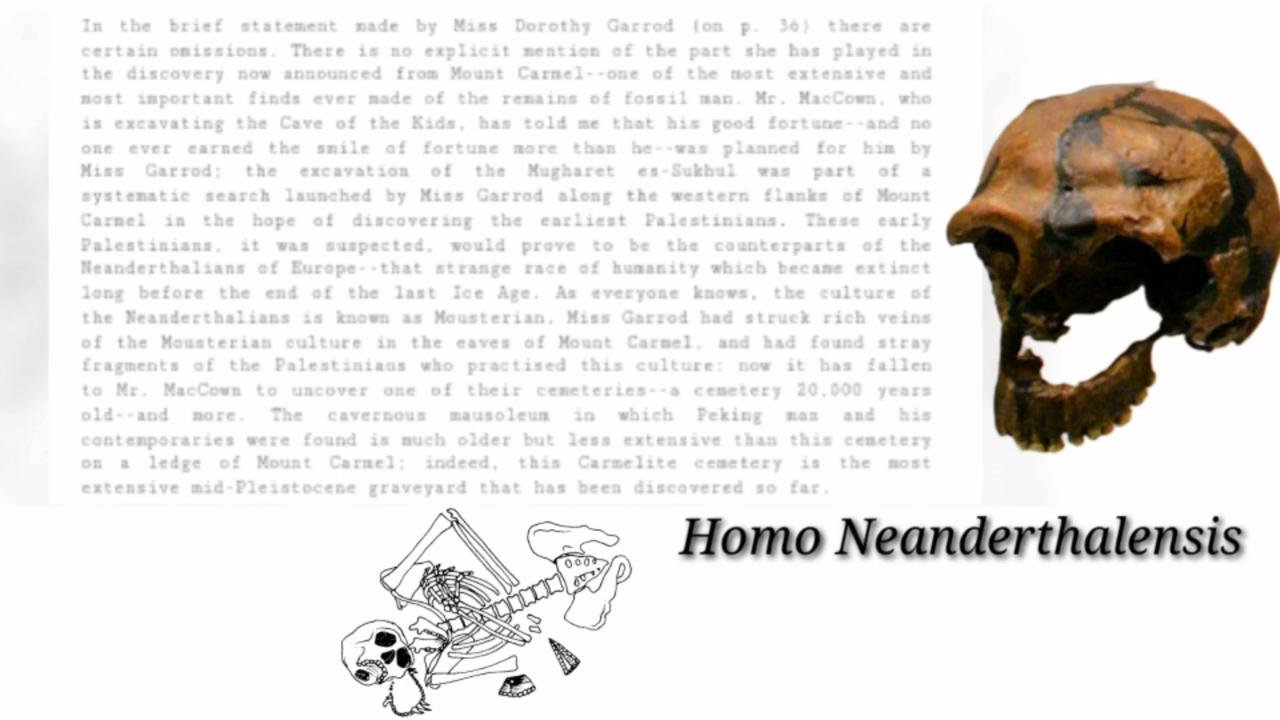 In the brief statement made by Miss Dorothy Garrod (on p. 36) there are
certain omissions. There is no explicit mention of the part she has played in
the discovery now announced from Mount Carmel--one of the most extensive and
most important finds ever made of the remains of fossil man. Mr. MacCown, who
is excavating the Cave of the Kids, has told me that his good fortune--and no
one ever earned the smile of fortune more than he--was planned for him by
Miss Garrod; the excavation of the Mugharet es-Sukhul was part of a
systematic search launched by Miss Garrod along the western flanks of Mount
Carmel in the hope of discovering the earliest Palestinians. These early
Palestinians, it was suspected, would prove to be the counterparts of the
Neanderthalians of Europe--that strange race of humanity which became extinct
long before the end of the last Ice Age. As everyone knows, the culture of
the Neanderthalians is known as Mousterian. Miss Garrod had struck rich veins
of the Mousterian culture in the eaves of Mount Carmel, and had found stray
fragments of the Palestinians who practised this culture: now it has fallen
to Mr. MacCown to uncover one of their cemeteries--a cemetery 20,000 years
old--and more. The cavernous mausoleum in which Peking man and his
contemporaries were found is much older but less extensive than this cemetery
on a ledge of Mount Carmel; indeed, this Carmelite cemetery is the most
extensive mid-Pleistocene graveyard that has been discovered so far.
Homo Neanderthalensis